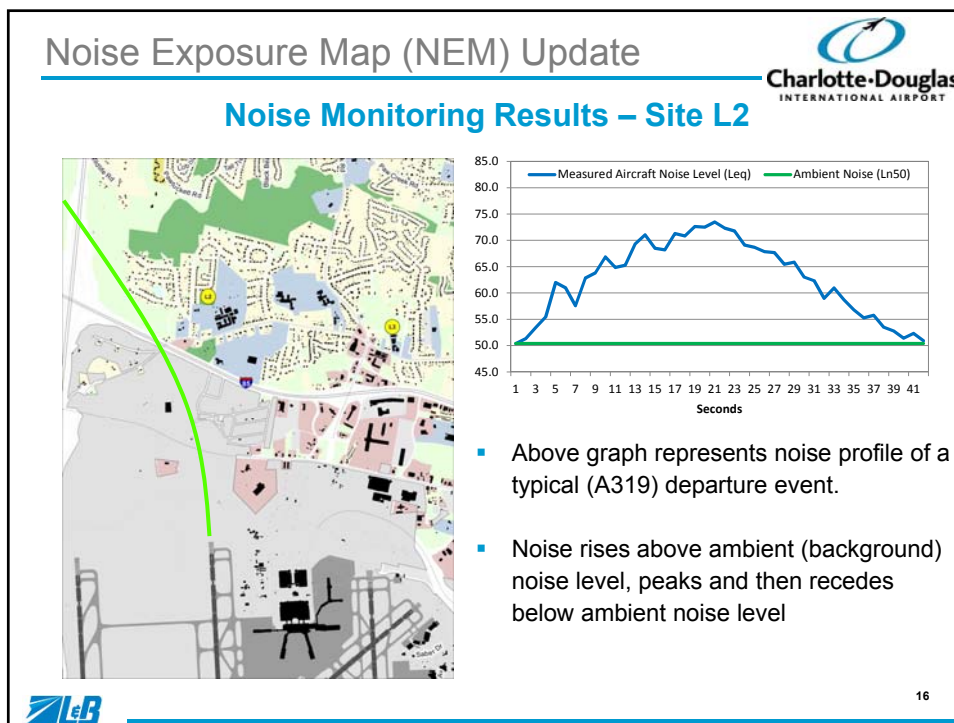 Noise Exposure Map (NEM) Update
Charlotte·Douglas
INTERNATIONAL AIRPORT
Noise Monitoring Results – Site L2
L2
L3
85
Sabar Dr
85.0
80.0
75.0
70.0
65.0
60.0
55.0
50.0
45.0
Measured Aircraft Noise Level (Leq)
Ambient Noise (Ln50)
1 3 5 7 9 11 13 15 17 19 21 23 25 27 29 31 33 35 37 39 41
Seconds
Above graph represents noise profile of a
typical (A319) departure event.
Noise rises above ambient (background)
noise level, peaks and then recedes
below ambient noise level
L&B
16